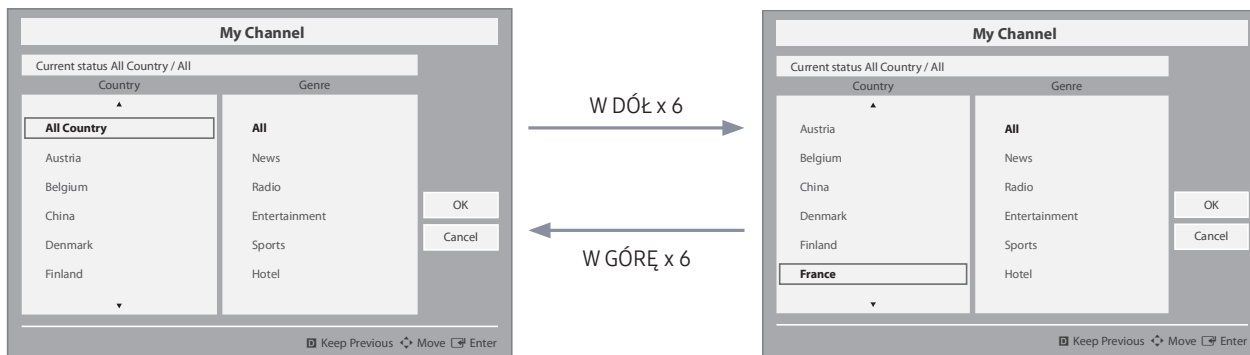 My Channel
Current status All Country / All
Country Genre
▲
All Country All
Austria News
Belgium Radio
China Entertainment
Denmark Sports
Finland Hotel
▼
OK
Cancel
D Keep Previous Move Enter
W DÓŁ x 6
W GÓRĘ x 6
My Channel
Current status All Country / All
Country Genre
▲
Austria All
Belgium News
China Radio
Denmark Entertainment
Finland Sports
France Hotel
▼
OK
Cancel
D Keep Previous Move Enter